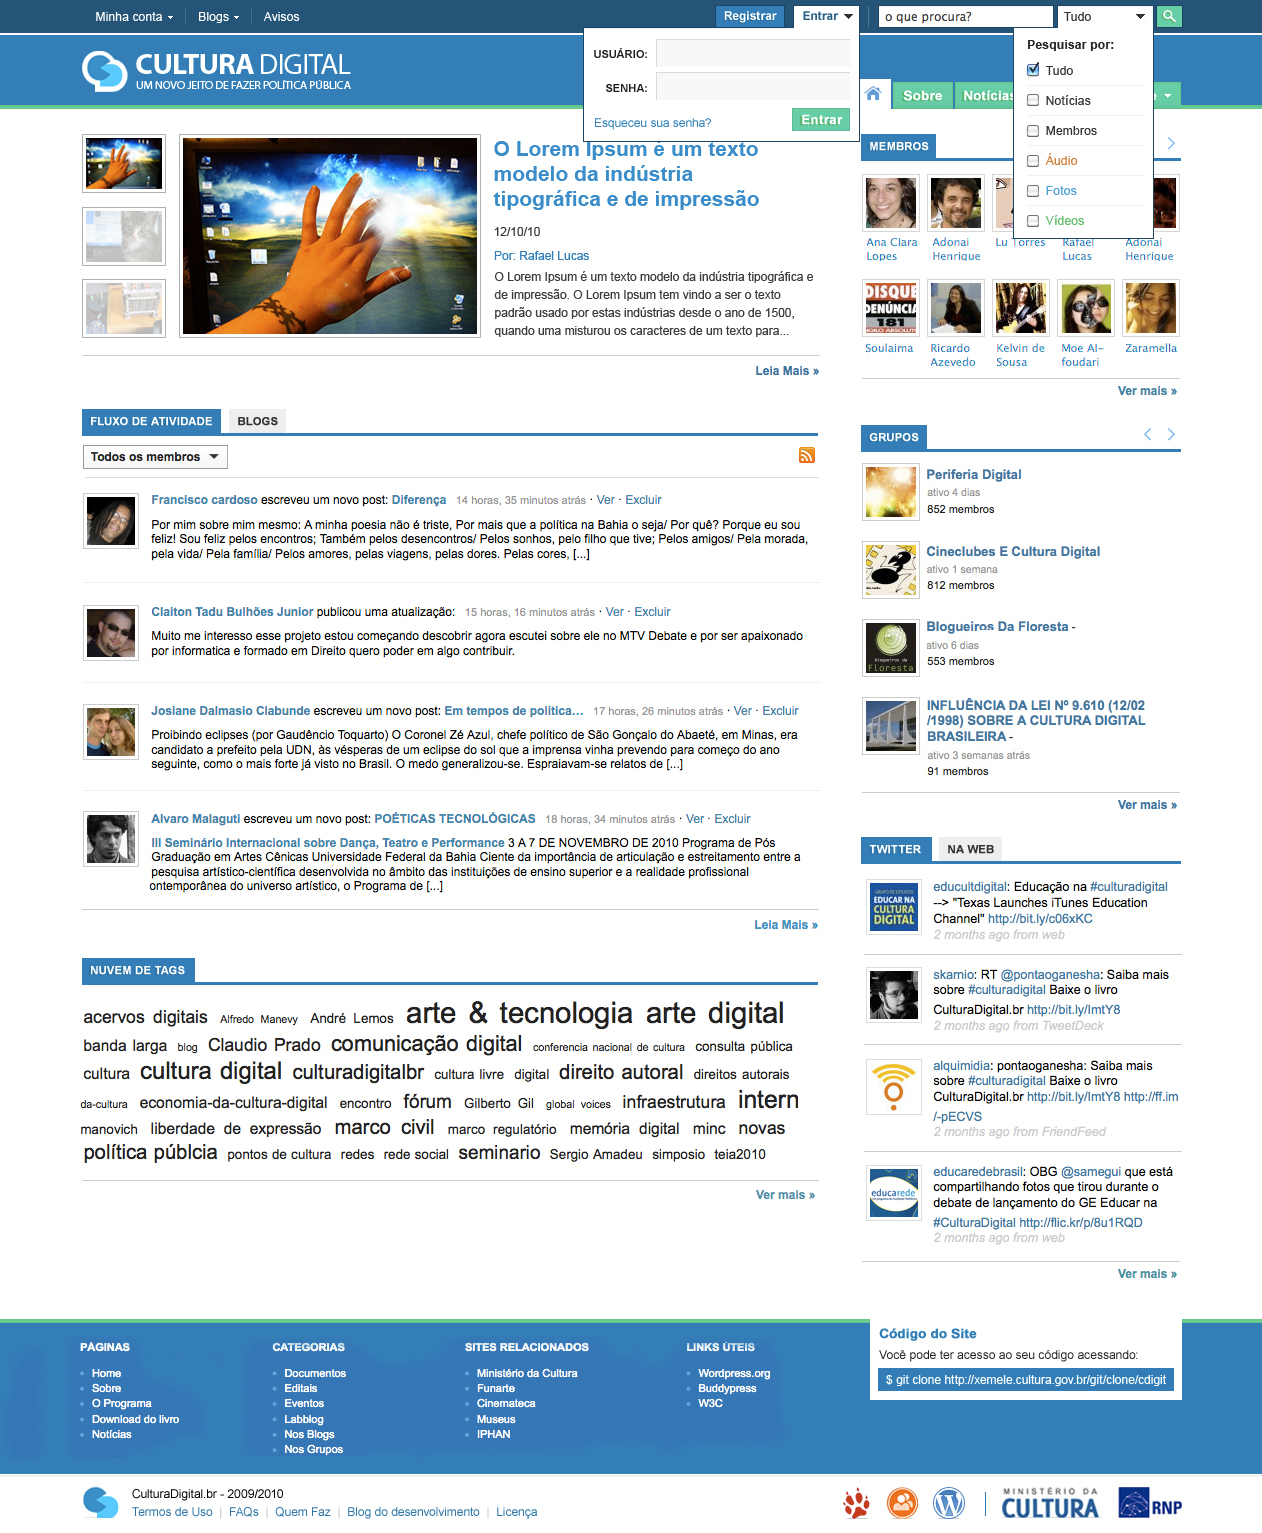 Minha conta Blogs Avisos Registrar Entrar o que procura? Tudo
CULTURA DIGITAL
UM NOVO JEITO DE FAZER POLÍTICA PÚBLICA
USUÁRIO:
SENHA:
Esqueceu sua senha? Entrar
Sobre Notícias
Pesquisar por:
Tudo
Notícias
Membros
Áudio
Fotos
Vídeos
O Lorem Ipsum é um texto
modelo da indústria
tipográfica e de impressão
12/10/10
Por: Rafael Lucas
O Lorem Ipsum é um texto modelo da indústria tipográfica e
de impressão. O Lorem Ipsum tem vindo a ser o texto
padrão usado por estas indústrias desde o ano de 1500,
quando uma misturou os caracteres de um texto para...
Leia Mais »
MEMBROS
Ana Clara Lopes
Adonai Henrique
Lu Torres
Rafael Lucas
Adonai Henrique
DISQUE
DENÚNCIA
181
Soulaima
Ricardo Azevedo
Kelvin de Sousa
Moe Al-foudari
Zaramella
Ver mais »
FLUXO DE ATIVIDADE BLOGS
Todos os membros
Francisco cardoso escreveu um novo post: Diferença 14 horas, 35 minutos atrás · Ver · Excluir
Por mim sobre mim mesmo: A minha poesia não é triste, Por mais que a política na Bahia o seja/ Por quê? Porque eu sou
feliz! Sou feliz pelos encontros; Também pelos desencontros/ Pelos sonhos, pelo filho que tive; Pelos amigos/ Pela morada,
pela vida/ Pela família/ Pelos amores, pelas viagens, pelas dores. Pelas cores, [...]
Claiton Tadu Bulhões Junior publicou uma atualização: 15 horas, 16 minutos atrás · Ver · Excluir
Muito me interesso esse projeto estou começando descobrir agora escutei sobre ele no MTV Debate e por ser apaixonado
por informatica e formado em Direito quero poder em algo contribuir.
Josiane Dalmasio Clabunde escreveu um novo post: Em tempos de política... 17 horas, 26 minutos atrás · Ver · Excluir
Proibindo eclipses (por Gaudêncio Toquarto) O Coronel Zé Azul, chefe político de São Gonçalo do Abaeté, em Minas, era
candidato a prefeito pela UDN, às vésperas de um eclipse do sol que a imprensa vinha prevendo para começo do ano
seguinte, como o mais forte já visto no Brasil. O medo generalizou-se. Espraiavam-se relatos de [...]
Alvaro Malaguti escreveu um novo post: POÉTICAS TECNOLÓGICAS 18 horas, 34 minutos atrás · Ver · Excluir
III Seminário Internacional sobre Dança, Teatro e Performance 3 A 7 DE NOVEMBRO DE 2010 Programa de Pós
Graduação em Artes Cênicas Universidade Federal da Bahia Ciente da importância de articulação e estreitamento entre a
pesquisa artístico-científica desenvolvida no âmbito das instituições de ensino superior e a realidade profissional
ontemporânea do universo artístico, o Programa de [...]
Leia Mais »
GRUPOS
Periferia Digital
ativo 4 dias
852 membros
Cineclubes E Cultura Digital
ativo 1 semana
812 membros
blogueiros da
Floresta
Blogueiros Da Floresta -
ativo 6 dias
553 membros
INFLUÊNCIA DA LEI Nº 9.610 (12/02
/1998) SOBRE A CULTURA DIGITAL
BRASILEIRA -
ativo 3 semanas atrás
91 membros
Ver mais »
NUVEM DE TAGS
acervos digitais Alfredo Manevy André Lemos arte & tecnologia arte digital
banda larga blog Claudio Prado comunicação digital conferencia nacional de cultura consulta pública
cultura cultura digital culturadigitalbr cultura livre digital direito autoral direitos autorais
da-cultura economia-da-cultura-digital encontro fórum Gilberto Gil global voices infraestrutura intern
manovich liberdade de expressão marco civil marco regulatório memória digital minc novas
política públcia pontos de cultura redes rede social seminario Sergio Amadeu simposio teia2010
Ver mais »
TWITTER NA WEB
GRUPO DE ESTUDOS
EDUCAR NA
CULTURA
DIGITAL
educultdigital: Educação na #culturadigital
--> "Texas Launches iTunes Education
Channel" http://bit.ly/c06xKC
2 months ago from web
skarnio: RT @pontaoganesha: Saiba mais
sobre #culturadigital Baixe o livro
CulturaDigital.br http://bit.ly/ImtY8
2 months ago from TweetDeck
alquimidia: pontaoganesha: Saiba mais
sobre #culturadigital Baixe o livro
CulturaDigital.br http://bit.ly/ImtY8 http://ff.im
/-pECVS
2 months ago from FriendFeed
educarede
educaredebrasil: OBG @samegui que está
compartilhando fotos que tirou durante o
debate de lançamento do GE Educar na
#CulturaDigital http://flic.kr/p/8u1RQD
2 months ago from web
Ver mais »
PÁGINAS
Home
Sobre
O Programa
Download do livro
Notícias
CATEGORIAS
Documentos
Editais
Eventos
Labblog
Nos Blogs
Nos Grupos
SITES RELACIONADOS
Ministério da Cultura
Funarte
Cinemateca
Museus
IPHAN
LINKS ÚTEIS
Wordpress.org
Buddypress
W3C
Código do Site
Você pode ter acesso ao seu código acessando:
$ git clone http://xemele.cultura.gov.br/git/clone/cdigit
CulturaDigital.br - 2009/2010
Termos de Uso | FAQs | Quem Faz | Blog do desenvolvimento | Licença
MINISTÉRIO DA
CULTURA
RNP